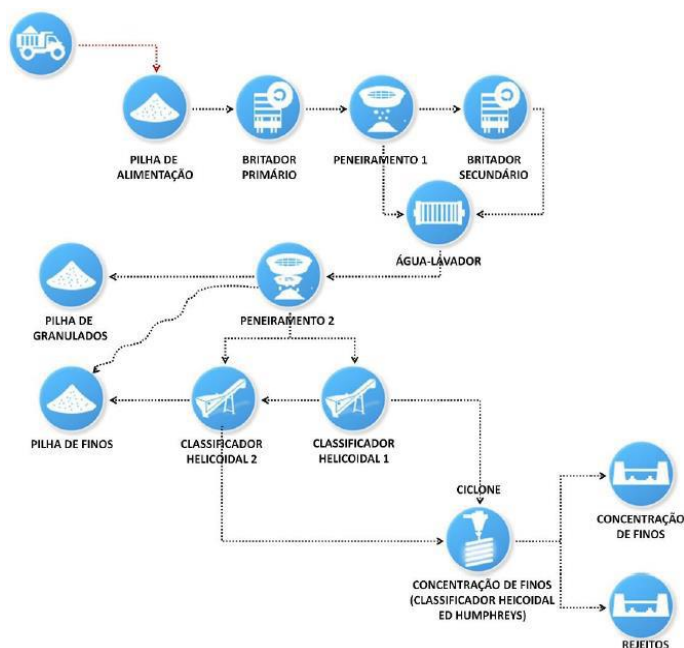 PILHA DE
ALIMENTAÇÃO
BRITADOR
PRIMÁRIO
PENEIRAMENTO 1
BRITADOR
SECUNDÁRIO
ÁGUA-LAVADOR
PILHA DE
GRANULADOS
PENEIRAMENTO 2
PILHA DE FINOS
CLASSIFICADOR
HELICOIDAL 2
CLASSIFICADOR
HELICOIDAL 1
CICLONE
CONCENTRAÇÃO
DE FINOS
CONCENTRAÇÃO DE FINOS
(CLASSIFICADOR HEICOIDAL
ED HUMPHREYS)
REJEITOS